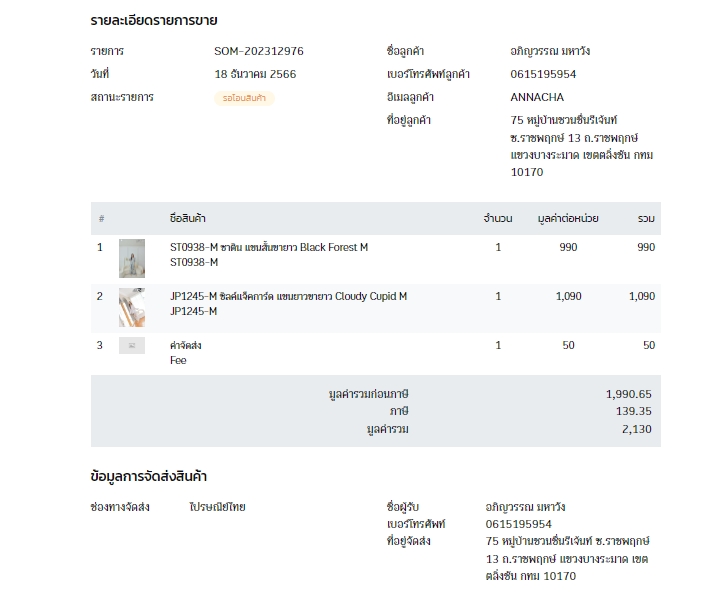 รายละเอียดรายการขาย
รายการ SOM-202312976 ชื่อลูกค้า อภิญวรรณ มหาวัง
วันที่ 18 ธันวาคม 2566 เบอร์โทรศัพท์ลูกค้า 0615195954
สถานะรายการ รอโอนสินค้า อีเมลลูกค้า ANNACHA
ที่อยู่ลูกค้า 75 หมู่บ้านชวนชื่นรีเจ้นท์
ซ.ราชพฤกษ์ 13 ถ.ราชพฤกษ์
แขวงบางระมาด เขตตลิ่งชัน กทม
10170
# ชื่อสินค้า จำนวน มูลค่าต่อหน่วย รวม
1 ST0938-M ซาติน แขนสั้นขายาว Black Forest M 1 990 990
ST0938-M
2 JP1245-M ซิลค์แจ็คการ์ด แขนยาวขายาว Cloudy Cupid M 1 1,090 1,090
JP1245-M
3 ค่าจัดส่ง 1 50 50
Fee
มูลค่ารวมก่อนภาษี 1,990.65
ภาษี 139.35
มูลค่ารวม 2,130
ข้อมูลการจัดส่งสินค้า
ช่องทางจัดส่ง ไปรษณีย์ไทย ชื่อผู้รับ อภิญวรรณ มหาวัง
เบอร์โทรศัพท์ 0615195954
ที่อยู่จัดส่ง 75 หมู่บ้านชวนชื่นรีเจ้นท์ ซ.ราชพฤกษ์
13 ถ.ราชพฤกษ์ แขวงบางระมาด เขต
ตลิ่งชัน กทม 10170